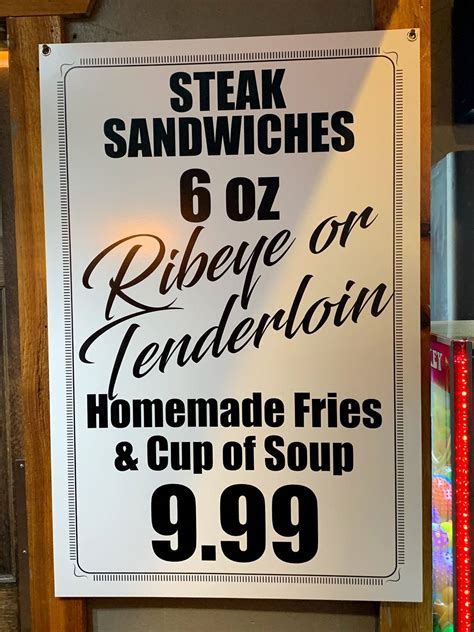 STEAK
SANDWICHES
6 oz
Ribeye or
Tenderloin
Homemade Fries
& Cup of Soup
9.99